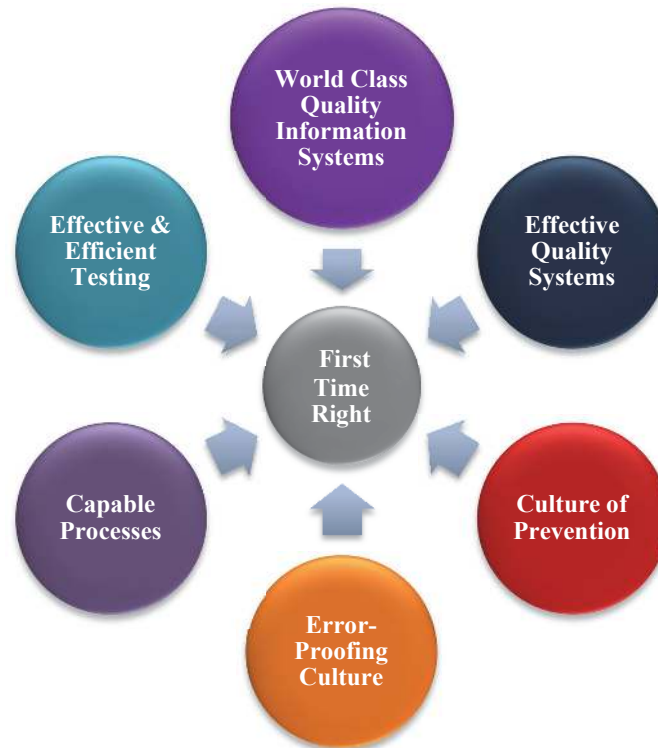 World Class
Quality
Information
Systems
Effective &
Efficient
Testing
Effective
Quality
Systems
First
Time
Right
Capable
Processes
Culture of
Prevention
Error-
Proofing
Culture